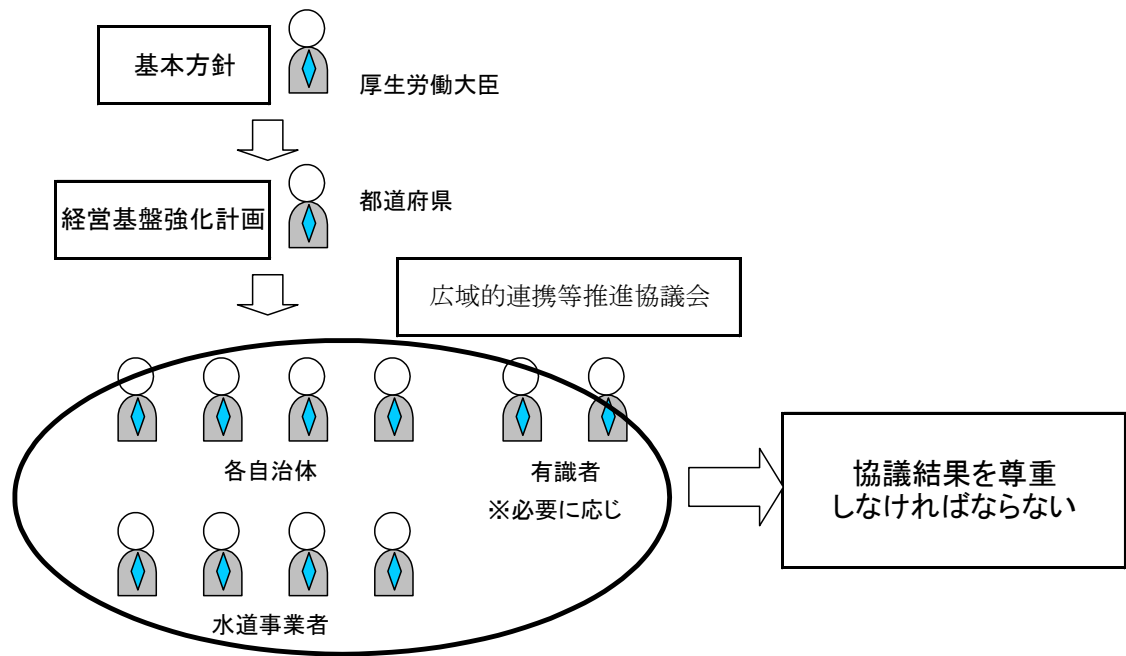 基本方針
厚生労働大臣
経営基盤強化計画
都道府県
広域的連携等推進協議会
各自治体
有識者
※必要に応じ
水道事業者
協議結果を尊重
しなければならない